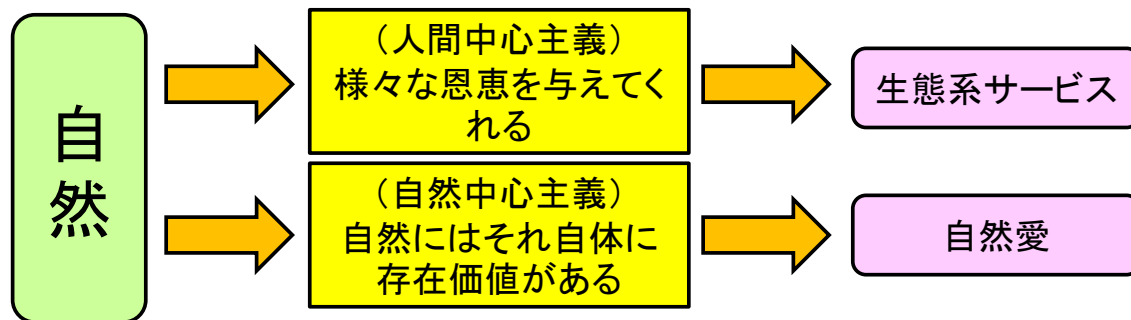 自
然
（人間中心主義）
様々な恩恵を与えてく
れる
生態系サービス
（自然中心主義）
自然にはそれ自体に
存在価値がある
自然愛